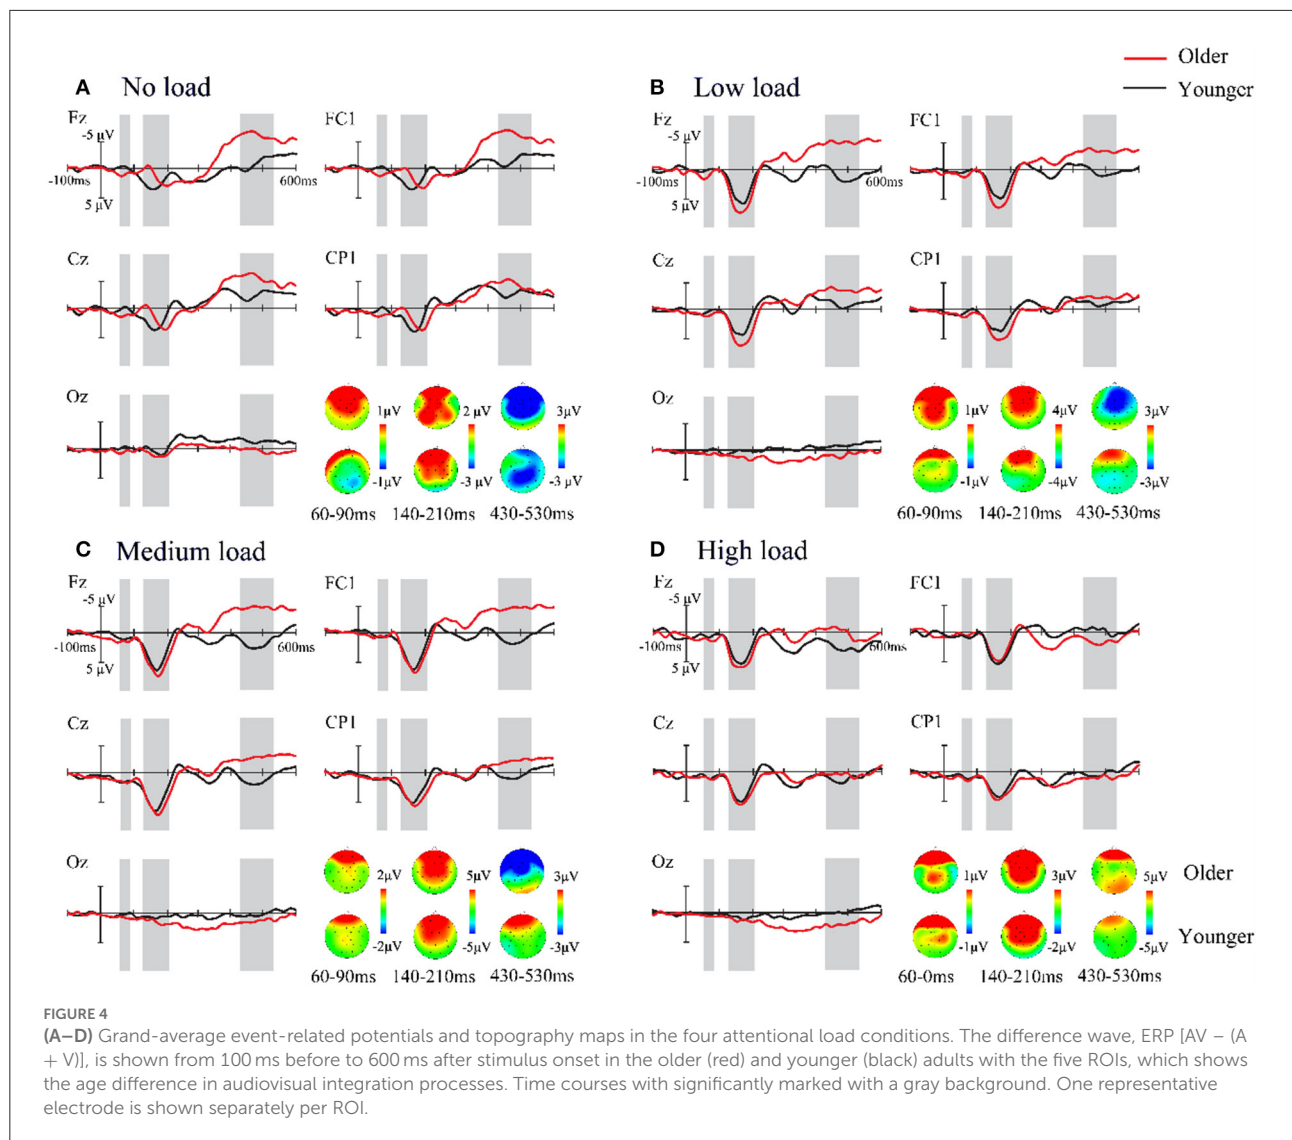 Older
Younger
A No load
Fz
-5 μV
-100ms
600ms
5 μV
FC1
Cz
CP1
Oz
1μV
2 μV
3μV
-1μV
-3 μV
-3 μV
60-90ms 140-210ms 430-530ms
B Low load
Fz
-5 μV
-100ms
600ms
5 μV
FC1
Cz
CP1
Oz
1μV
4μV
3μV
-1μV
-4μV
-3μV
60-90ms 140-210ms 430-530ms
C Medium load
Fz
-5 μV
-100ms
600ms
5 μV
FC1
Cz
CP1
Oz
2μV
5μV
3μV
-2μV
-5μV
-3μV
60-90ms 140-210ms 430-530ms
D High load
Fz
-5 μV
-100ms
600ms
5 μV
FC1
Cz
CP1
Oz
1μV
3μV
5μV
Older
-1μV
-2μV
-5μV
Younger
60-0ms 140-210ms 430-530ms
FIGURE 4
(A–D) Grand-average event-related potentials and topography maps in the four attentional load conditions. The difference wave, ERP [AV – (A
+ V)], is shown from 100 ms before to 600 ms after stimulus onset in the older (red) and younger (black) adults with the five ROIs, which shows
the age difference in audiovisual integration processes. Time courses with significantly marked with a gray background. One representative
electrode is shown separately per ROI.